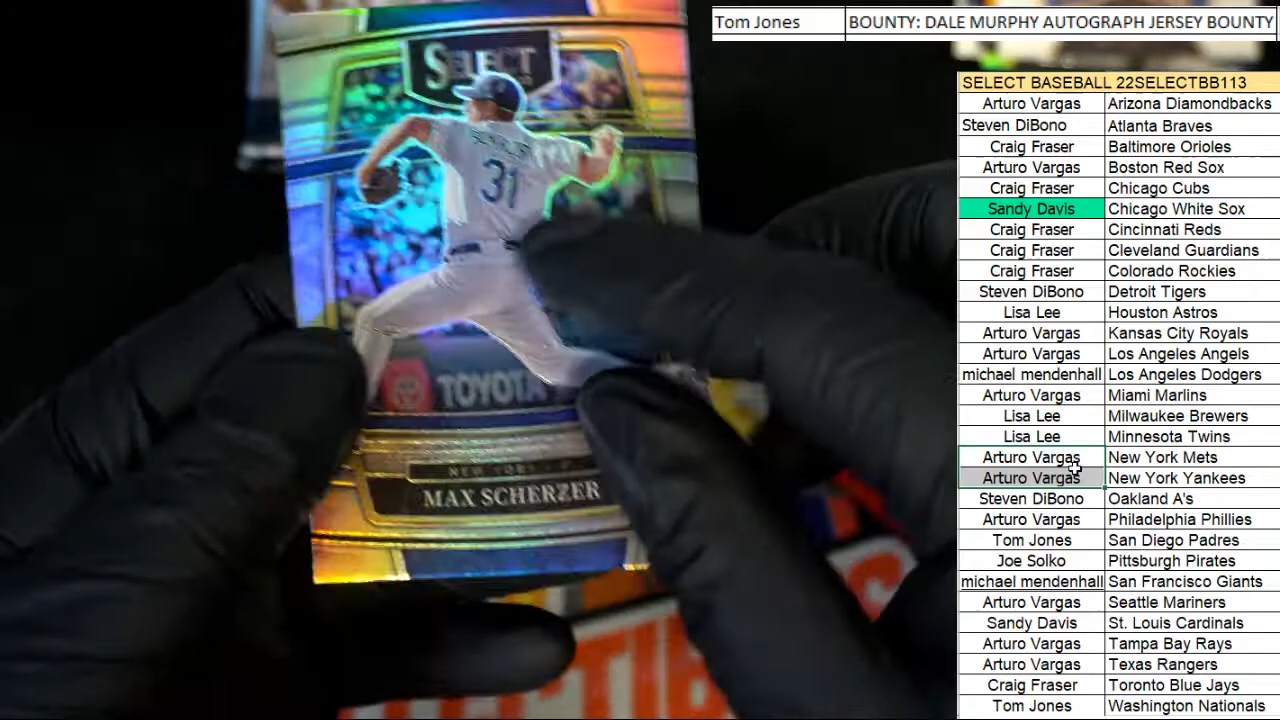 Tom Jones BOUNTY: DALE MURPHY AUTOGRAPH JERSEY BOUNTY
SELECT BASEBALL 22SELECTBB113
Arturo Vargas Arizona Diamondbacks
Steven DiBono Atlanta Braves
Craig Fraser Baltimore Orioles
Arturo Vargas Boston Red Sox
Craig Fraser Chicago Cubs
Sandy Davis Chicago White Sox
Craig Fraser Cincinnati Reds
Craig Fraser Cleveland Guardians
Craig Fraser Colorado Rockies
Steven DiBono Detroit Tigers
Lisa Lee Houston Astros
Arturo Vargas Kansas City Royals
Arturo Vargas Los Angeles Angels
michael mendenhall Los Angeles Dodgers
Arturo Vargas Miami Marlins
Lisa Lee Milwaukee Brewers
Lisa Lee Minnesota Twins
Arturo Vargas New York Mets
Arturo Vargas New York Yankees
Steven DiBono Oakland A's
Arturo Vargas Philadelphia Phillies
Tom Jones San Diego Padres
Joe Solko Pittsburgh Pirates
michael mendenhall San Francisco Giants
Arturo Vargas Seattle Mariners
Sandy Davis St. Louis Cardinals
Arturo Vargas Tampa Bay Rays
Arturo Vargas Texas Rangers
Craig Fraser Toronto Blue Jays
Tom Jones Washington Nationals
SELECT
31
TOYOTA
NEW YORK - P
MAX SCHERZER